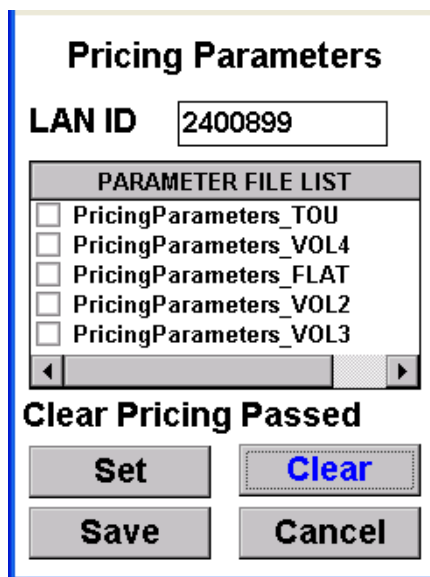 Pricing Parameters
LAN ID 2400899
PARAMETER FILE LIST
PricingParameters_TOU
PricingParameters_VOL4
PricingParameters_FLAT
PricingParameters_VOL2
PricingParameters_VOL3
Clear Pricing Passed
Set Clear
Save Cancel